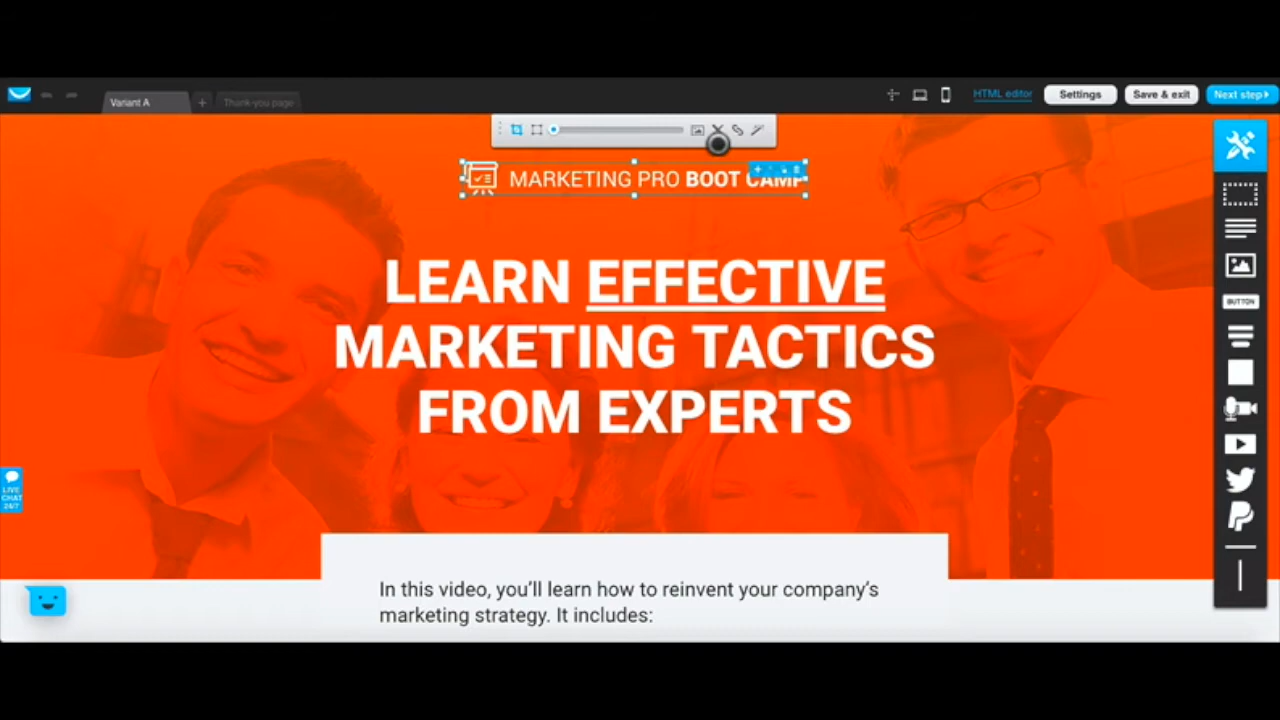 Variant A
+
Thank-you page
HTML editor
Settings
Save & exit
Next step
MARKETING PRO BOOT CAMP
LEARN EFFECTIVE
MARKETING TACTICS
FROM EXPERTS
BUTTON
LIVE
CHAT
24/7
In this video, you’ll learn how to reinvent your company’s
marketing strategy. It includes: